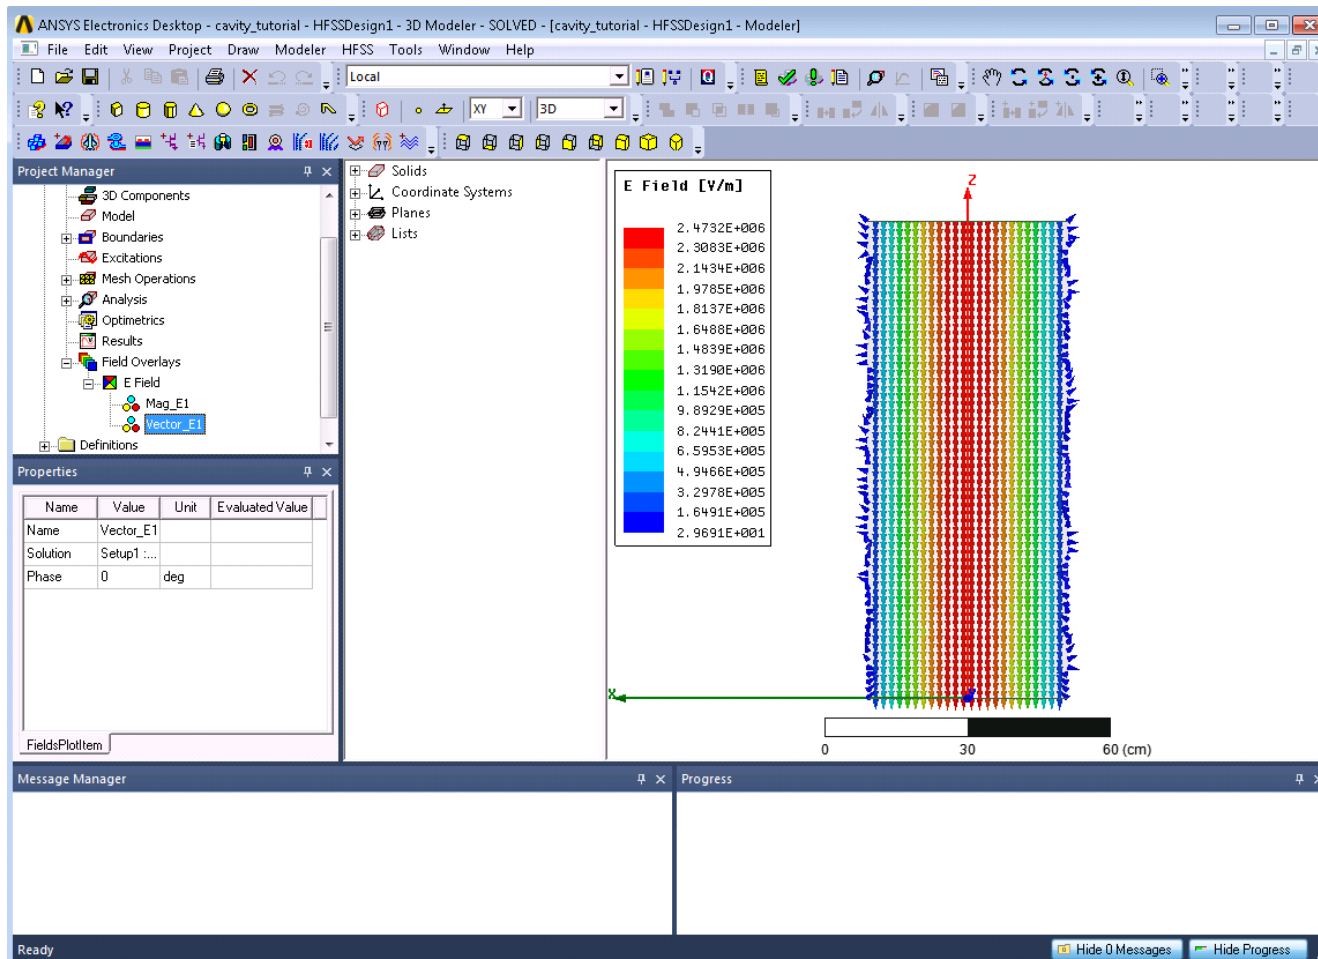 ANSYS Electronics Desktop - cavity_tutorial - HFSSDesign1 - 3D Modeler - SOLVED - [cavity_tutorial - HFSSDesign1 - Modeler]
File Edit View Project Draw Modeler HFSS Tools Window Help
Local
XY 3D
Project Manager
3D Components
Model
Boundaries
Excitations
Mesh Operations
Analysis
Optimetrics
Results
Field Overlays
E Field
Mag_E1
Vector_E1
Definitions
Solids
Coordinate Systems
Planes
Lists
Properties
Name Value Unit Evaluated Value
Name Vector_E1
Solution Setup1 :...
Phase 0 deg
FieldsPlotItem
E Field [V/m]
2.4732E+006
2.3083E+006
2.1434E+006
1.9785E+006
1.8137E+006
1.6488E+006
1.4839E+006
1.3190E+006
1.1542E+006
9.8929E+005
8.2441E+005
6.5953E+005
4.9466E+005
3.2978E+005
1.6491E+005
2.9691E+001
Z
X
0 30 60 (cm)
Message Manager
Progress
Ready
Hide 0 Messages
Hide Progress